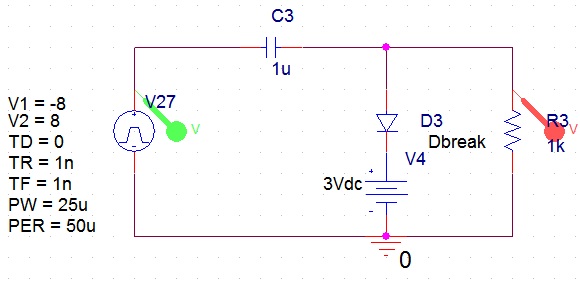 C3
1u
V27
V1 = -8
V2 = 8
TD = 0
TR = 1n
TF = 1n
PW = 25u
PER = 50u
V
D3
Dbreak
V4
3Vdc
+
-
R3
V
1k
0